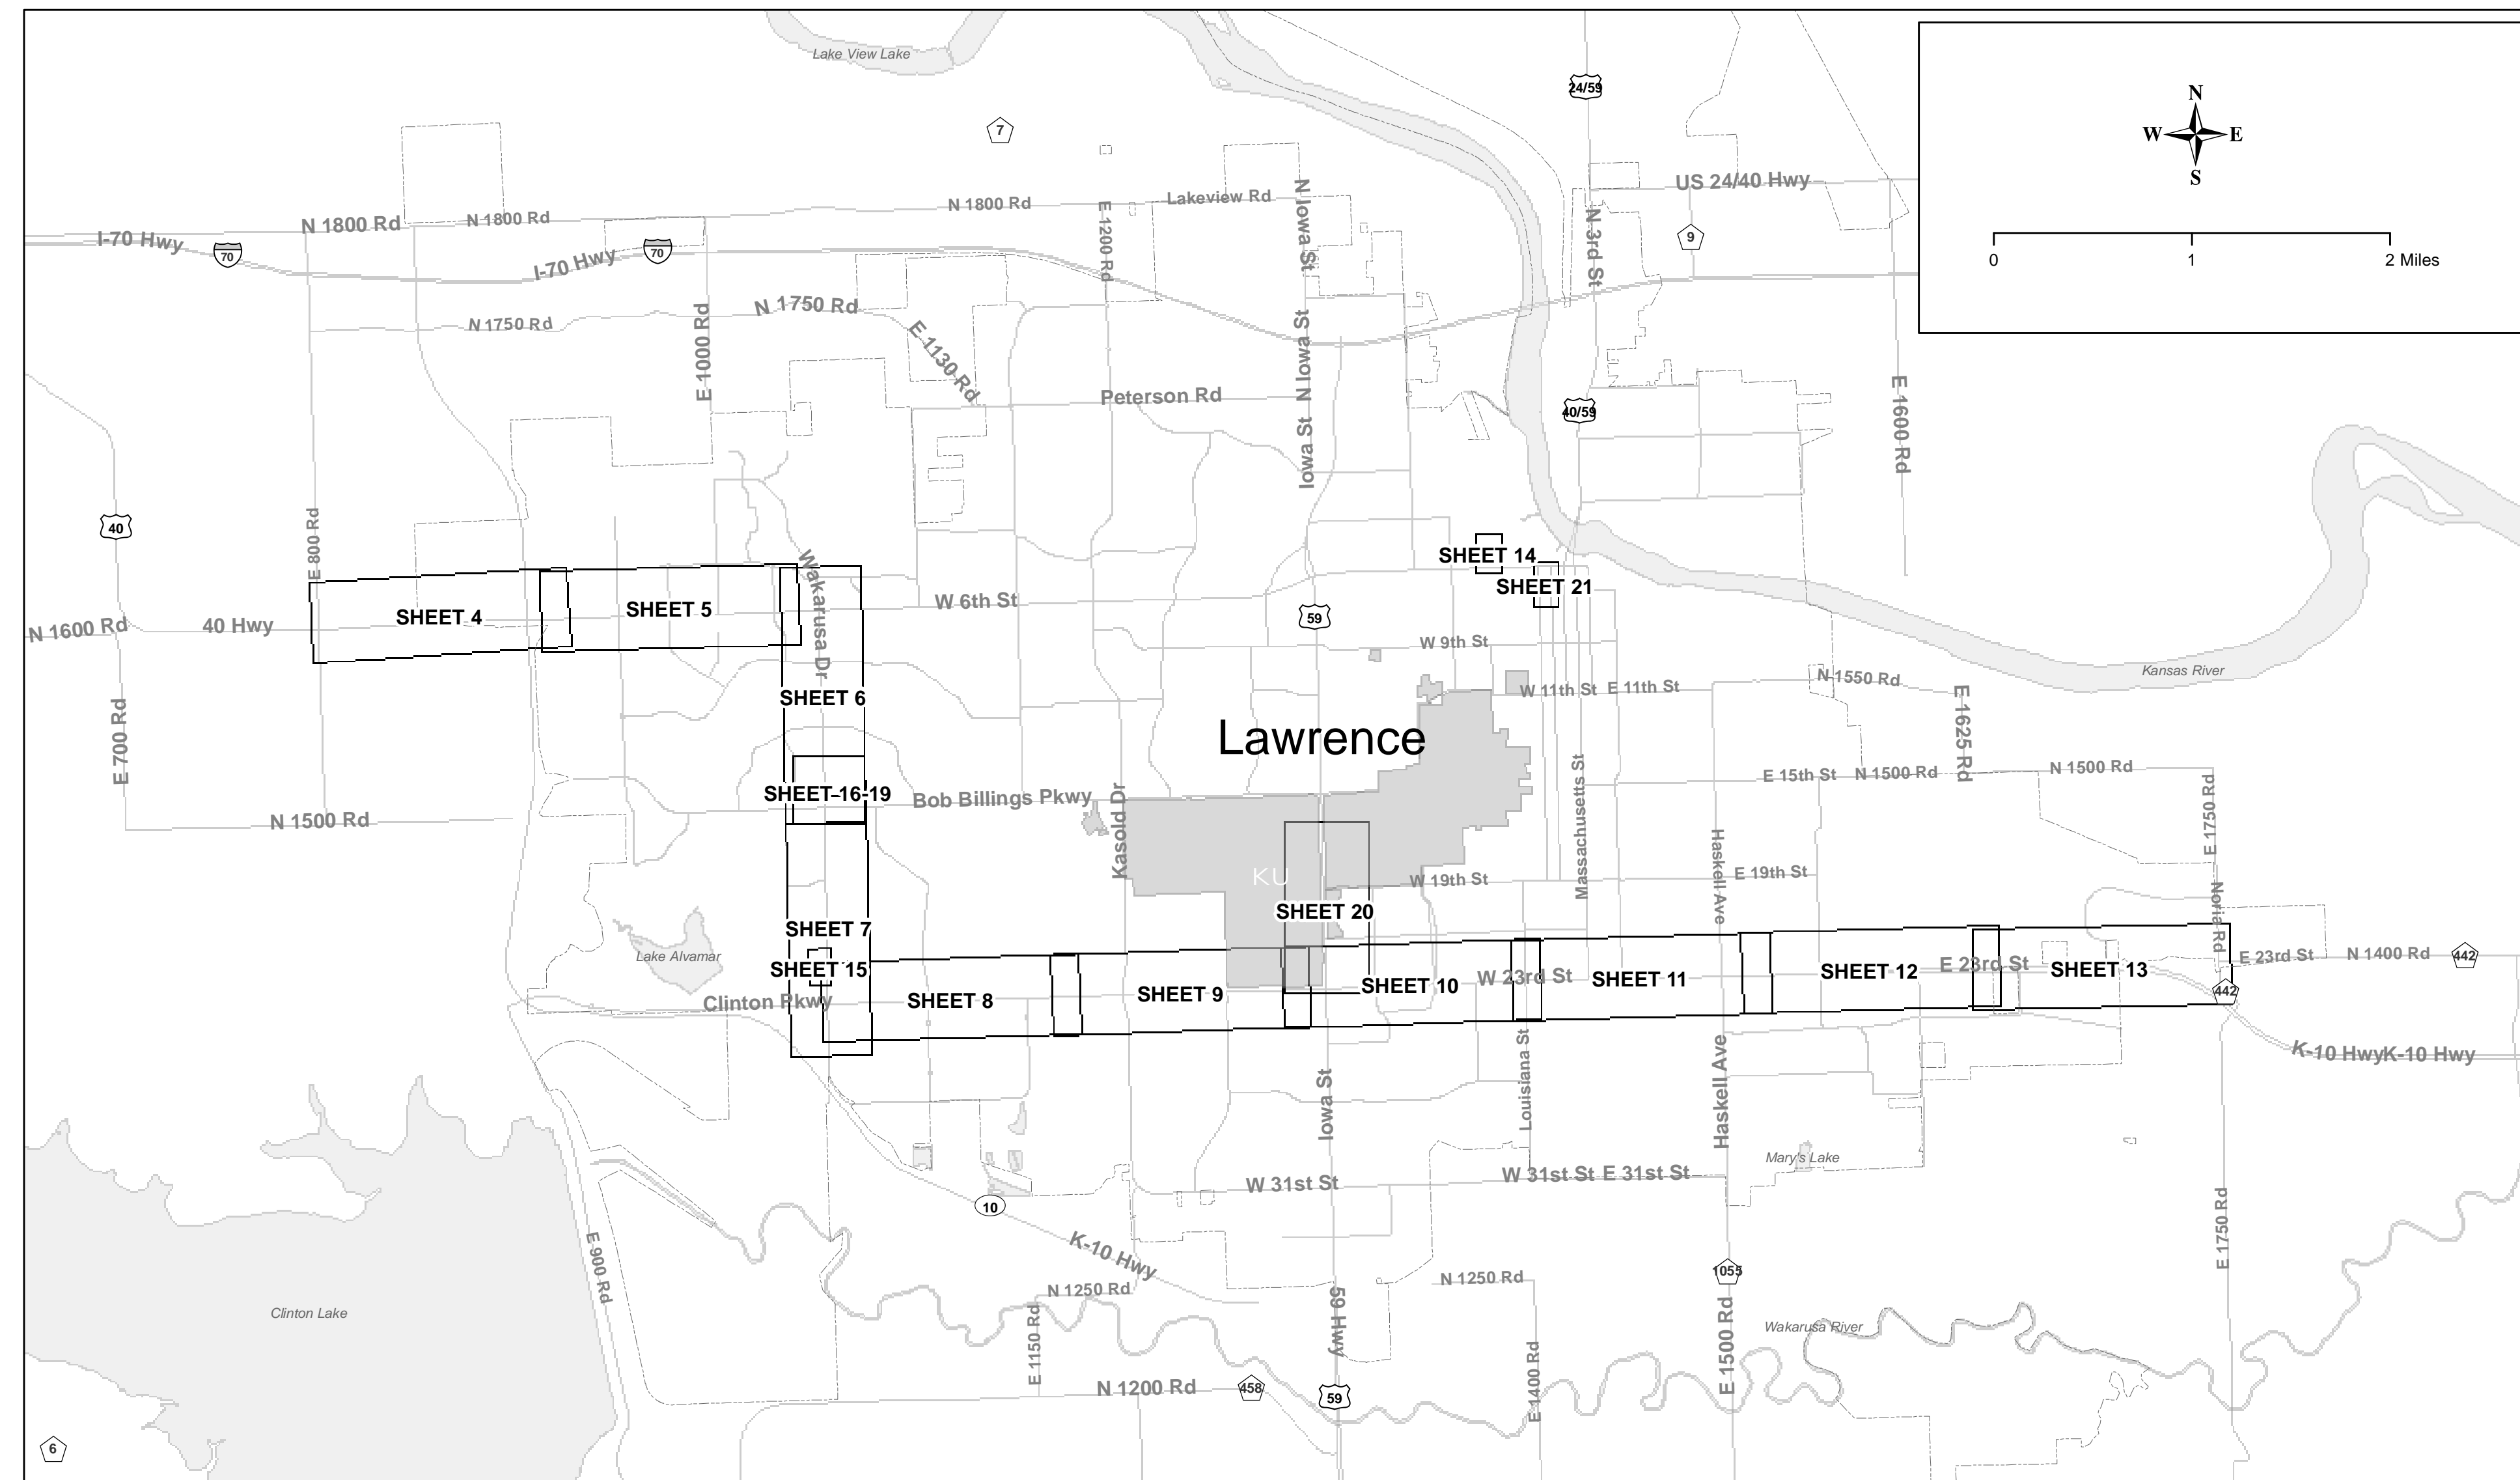 Lake View Lake
24/59
N
W E
S
7
US 24/40 Hwy
N 1800 Rd
N 1800 Rd
N 1800 Rd
Lakeview Rd
N Iowa St
E 1200 Rd
N 3rd St
9
0 1 2 Miles
I-70 Hwy
70
I-70 Hwy
70
N 1750 Rd
N 1750 Rd
E 1000 Rd
E 1130 Rd
N Iowa St
Iowa St
Peterson Rd
40/59
E 1600 Rd
40
E 800 Rd
Wakarusa Dr
SHEET 14
SHEET 21
SHEET 4
SHEET 5
W 6th St
59
N 1600 Rd
40 Hwy
W 9th St
Kansas River
N 1550 Rd
W 11th St
E 11th St
E 1625 Rd
SHEET 6
E 700 Rd
Lawrence
SHEET 16-19
Bob Billings Pkwy
Kasold Dr
Massachusetts St
E 15th St
N 1500 Rd
N 1500 Rd
E 1750 Rd
N 1500 Rd
KU
W 19th St
Haskell Ave
E 19th St
SHEET 20
Noria Rd
SHEET 7
Lake Alvamar
SHEET 15
Clinton Pkwy
SHEET 8
SHEET 9
SHEET 10
W 23rd St
SHEET 11
SHEET 12
E 23rd St
SHEET 13
E 23rd St
N 1400 Rd
442
442
K-10 Hwy
K-10 Hwy
Iowa St
Louisiana St
Haskell Ave
Mary's Lake
W 31st St
W 31st St
E 31st St
10
K-10 Hwy
E 900 Rd
E 1750 Rd
Clinton Lake
N 1250 Rd
N 1250 Rd
1055
59 Hwy
E 1150 Rd
E 1400 Rd
E 1500 Rd
Wakarusa River
N 1200 Rd
458
59
6